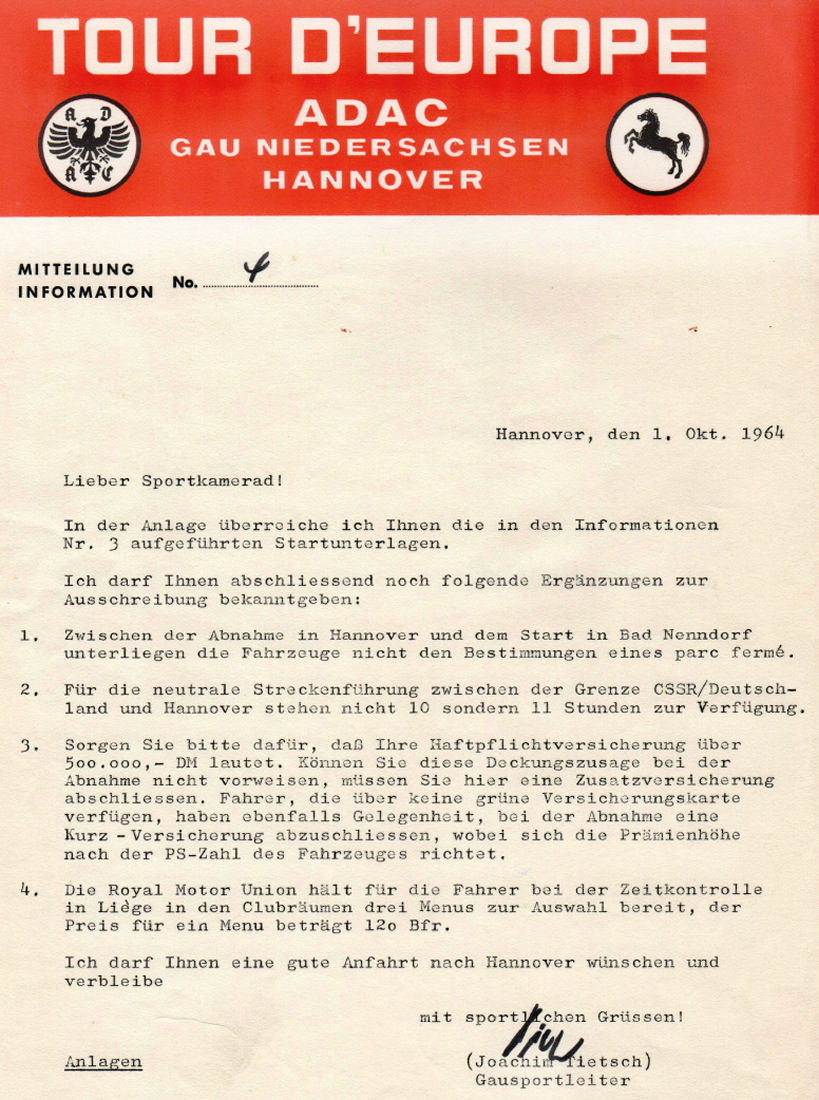 TOUR D'EUROPE
A D
A C
ADAC
GAU NIEDERSACHSEN
HANNOVER
MITTEILUNG
INFORMATION
No. 4
Hannover, den 1. Okt. 1964
Lieber Sportkamerad!
In der Anlage überreiche ich Ihnen die in den Informationen
Nr. 3 aufgeführten Startunterlagen.
Ich darf Ihnen abschliessend noch folgende Ergänzungen zur
Ausschreibung bekanntgeben:
1. Zwischen der Abnahme in Hannover und dem Start in Bad Nenndorf
unterliegen die Fahrzeuge nicht den Bestimmungen eines parc fermé.
2. Für die neutrale Streckenführung zwischen der Grenze CSSR/Deutsch-
land und Hannover stehen nicht 10 sondern 11 Stunden zur Verfügung.
3. Sorgen Sie bitte dafür, daß Ihre Haftpflichtversicherung über
500.000,- DM lautet. Können Sie diese Deckungszusage bei der
Abnahme nicht vorweisen, müssen Sie hier eine Zusatzversicherung
abschliessen. Fahrer, die über keine grüne Versicherungskarte
verfügen, haben ebenfalls Gelegenheit, bei der Abnahme eine
Kurz - Versicherung abzuschliessen, wobei sich die Prämienhöhe
nach der PS-Zahl des Fahrzeuges richtet.
4. Die Royal Motor Union hält für die Fahrer bei der Zeitkontrolle
in Liège in den Clubräumen drei Menus zur Auswahl bereit, der
Preis für ein Menu beträgt 12o Bfr.
Ich darf Ihnen eine gute Anfahrt nach Hannover wünschen und
verbleibe
mit sportlichen Grüssen!
Anlagen
(Joachim Tietsch)
Gausportleiter